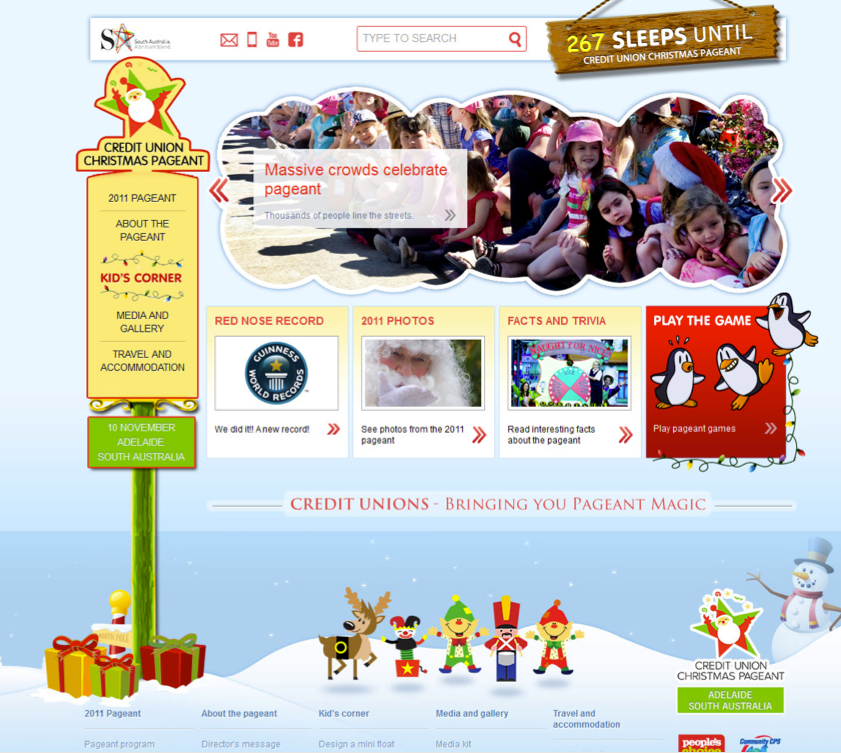 SA
South Australia.
TYPE TO SEARCH
267 SLEEPS UNTIL
CREDIT UNION CHRISTMAS PAGEANT
You
Tube
CREDIT UNION
CHRISTMAS PAGEANT
2011 PAGEANT
ABOUT THE
PAGEANT
KID'S CORNER
MEDIA AND
GALLERY
TRAVEL AND
ACCOMMODATION
10 NOVEMBER
ADELAIDE
SOUTH AUSTRALIA
Massive crowds celebrate
pageant
Thousands of people line the streets.
RED NOSE RECORD
GUINNESS
WORLD RECORDS
We did it!! A new record!
2011 PHOTOS
See photos from the 2011
pageant
FACTS AND TRIVIA
NAUGHTY OR NICE
Read interesting facts
about the pageant
PLAY THE GAME
Play pageant games
CREDIT UNIONS - BRINGING YOU PAGEANT MAGIC
NORTH POLE
CREDIT UNION
CHRISTMAS PAGEANT
ADELAIDE
SOUTH AUSTRALIA
2011 Pageant
About the pageant
Kid's corner
Media and gallery
Travel and
accommodation
Pageant program
Director's message
Design a mini float
Media kit
people's
choice
Community CPS